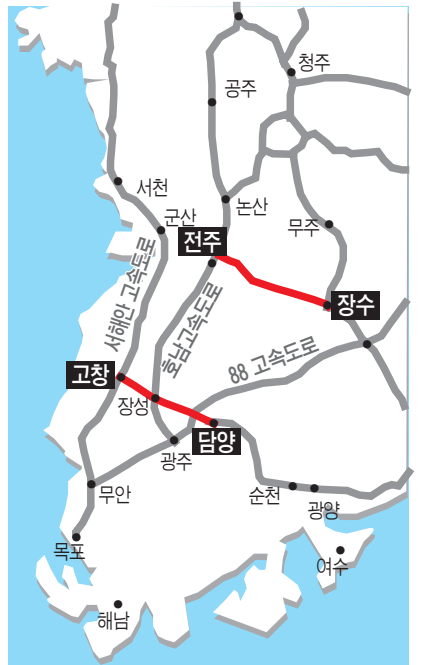 청주
공주
서천
논산
군산
무주
전주
장수
서해안 고속도로
호남고속도로
88 고속도로
고창
장성
담양
광주
무안
순천
광양
목포
여수
해남